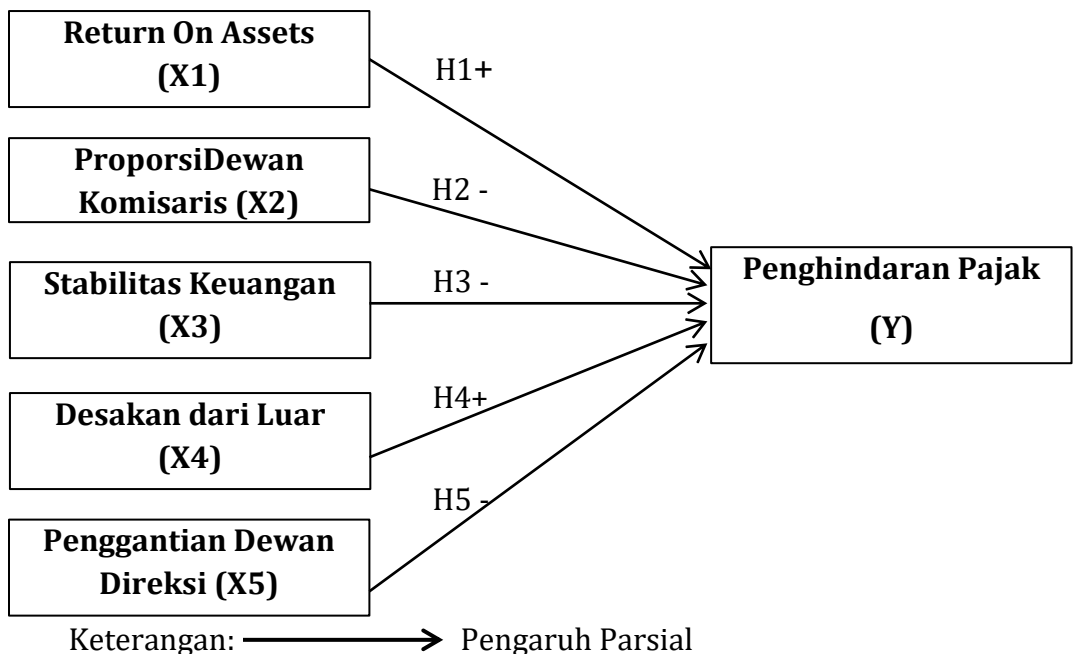 Return On Assets
(X1)
H1+
ProporsiDewan
Komisaris (X2)
H2 -
Stabilitas Keuangan
(X3)
H3 -
Penghindaran Pajak
(Y)
Desakan dari Luar
(X4)
H4+
Penggantian Dewan
Direksi (X5)
H5 -
Keterangan: Pengaruh Parsial